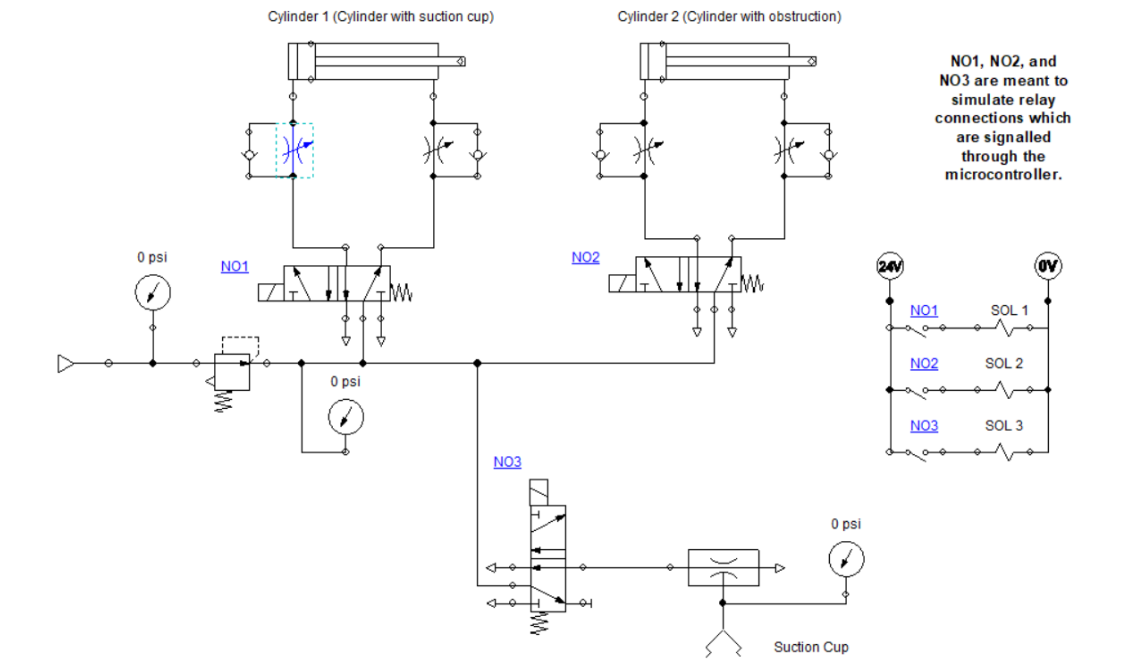 Cylinder 1 (Cylinder with suction cup)
Cylinder 2 (Cylinder with obstruction)
NO1, NO2, and
NO3 are meant to
simulate relay
connections which
are signalled
through the
microcontroller.
0 psi
NO1
NO2
24V
0V
NO1
SOL 1
NO2
SOL 2
0 psi
NO3
SOL 3
NO3
0 psi
Suction Cup